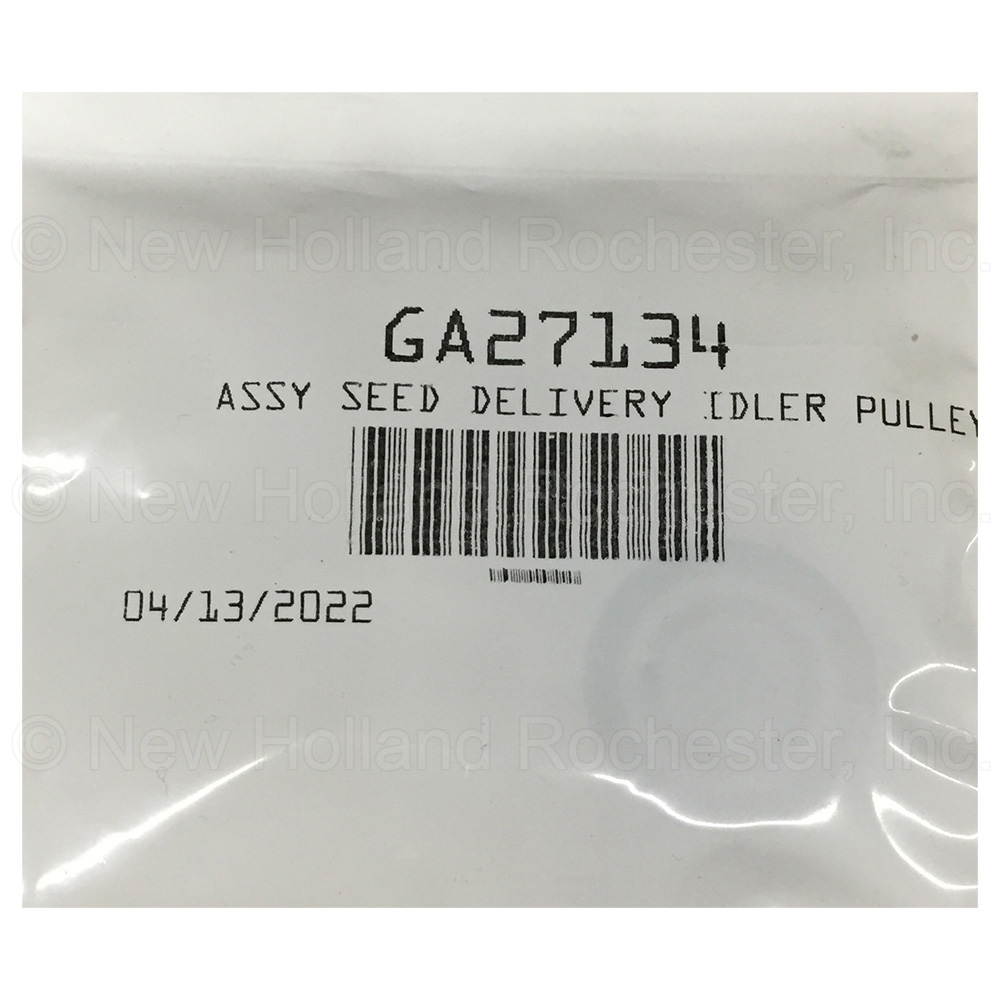 © New Holland Rochester, Inc.
GA27134
ASSY SEED DELIVERY IDLER PULLEY
© New Holland Rochester, Inc.
04/13/2022
© New Holland Rochester, Inc.